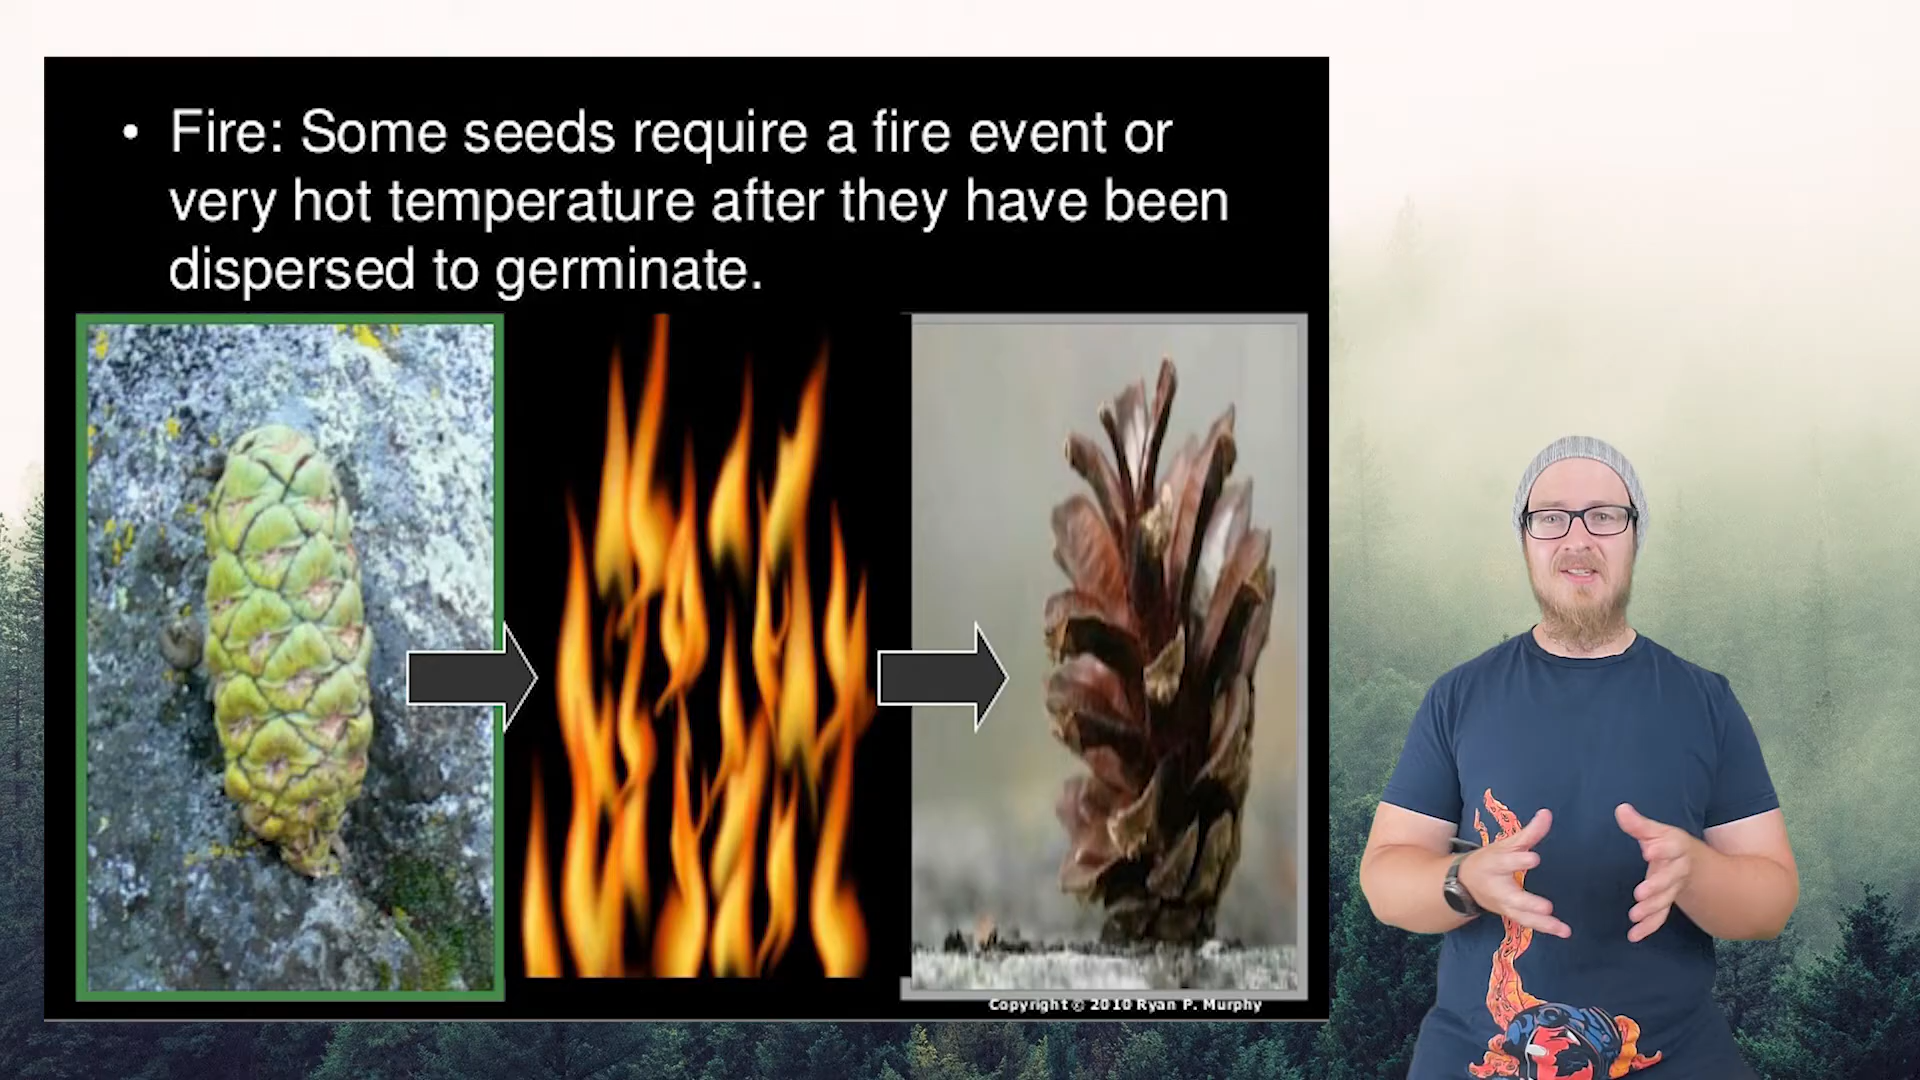 • Fire: Some seeds require a fire event or
very hot temperature after they have been
dispersed to germinate.
Copyright © 2010 Ryan P. Murphy